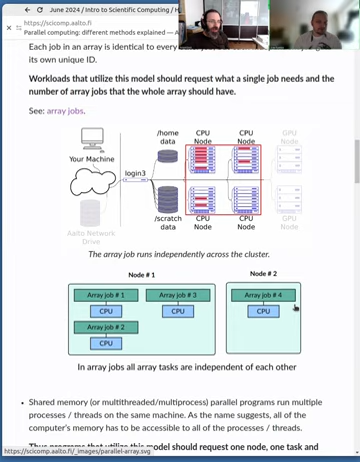 June 2024 / Intro to Scientific Computing / H
https://scicomp.aalto.fi
Parallel computing: different methods explained — A
Each job in an array is identical to every
its own unique ID.
Workloads that utilize this model should request what a single job needs and the
number of array jobs that the whole array should have.
See: array jobs.
/home
data
CPU
Node
CPU
Node
GPU
Node
Your Machine
login3
Aalto Network
Drive
/scratch
data
CPU
Node
CPU
Node
GPU
Node
The array job runs independently across the cluster.
Node # 1
Node # 2
Array job # 1
Array job # 3
Array job # 4
CPU
CPU
CPU
Array job # 2
CPU
In array jobs all array tasks are independent of each other
• Shared memory (or multithreaded/multiprocess) parallel programs run multiple
processes / threads on the same machine. As the name suggests, all of the
computer's memory has to be accessible to all of the processes / threads.
https://scicomp.aalto.fi/_images/parallel-array.svg
model should request one node, one task and